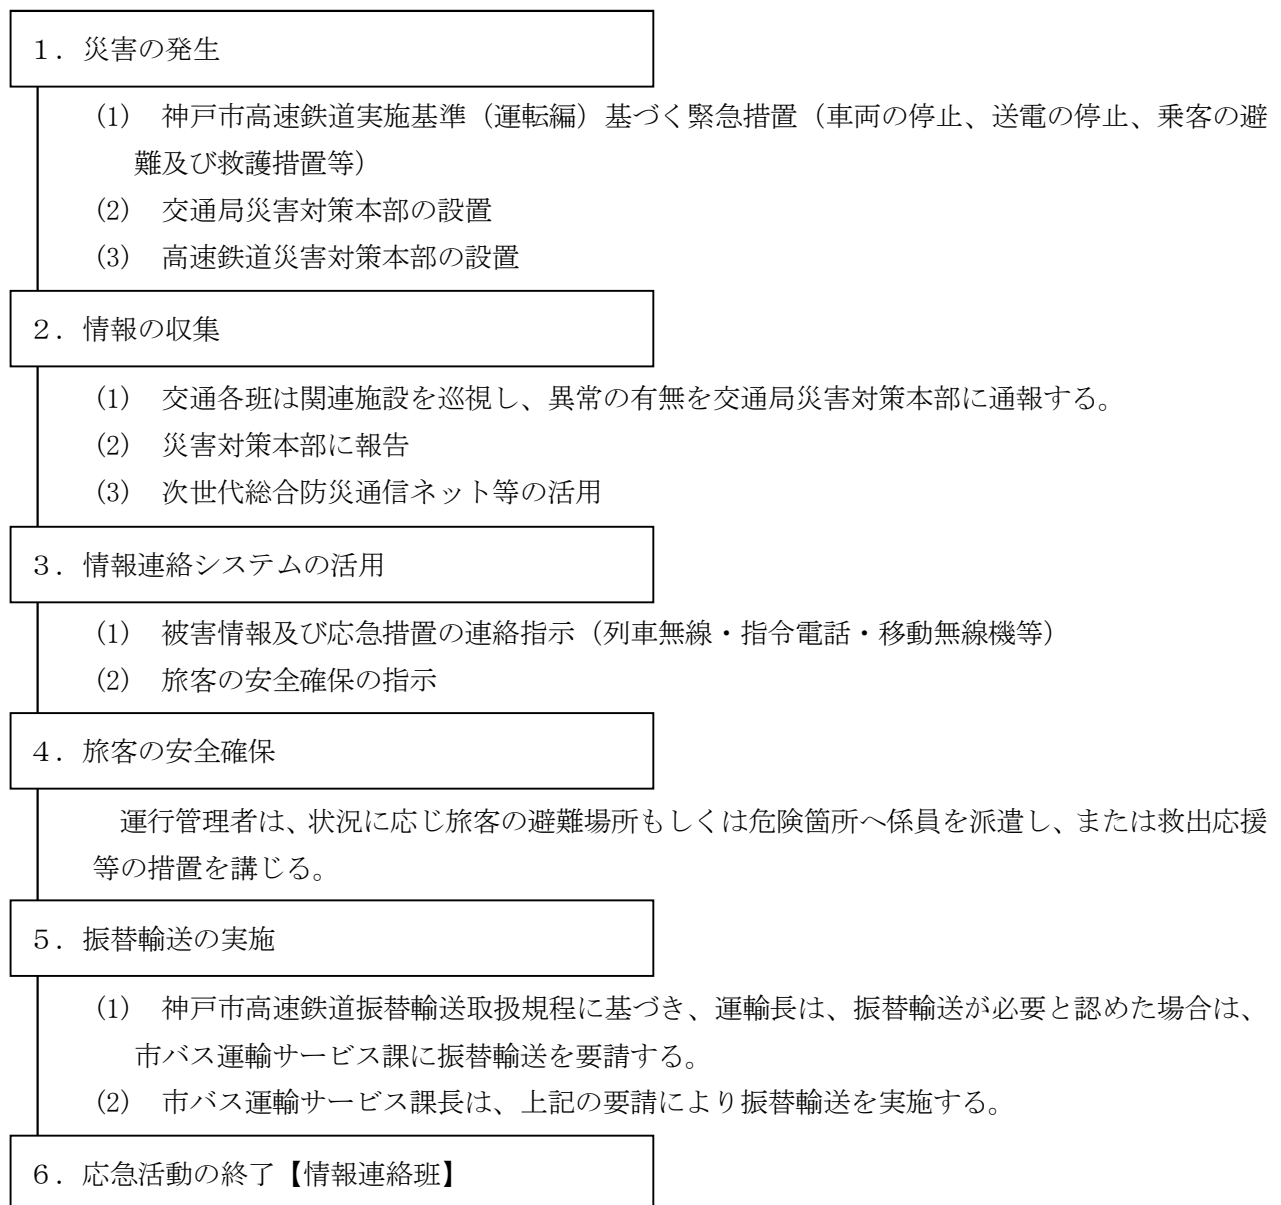 １．災害の発生
(1)　神戸市高速鉄道実施基準（運転編）基づく緊急措置（車両の停止、送電の停止、乗客の避
難及び救護措置等）
(2)　交通局災害対策本部の設置
(3)　高速鉄道災害対策本部の設置
２．情報の収集
(1)　交通各班は関連施設を巡視し、異常の有無を交通局災害対策本部に通報する。
(2)　災害対策本部に報告
(3)　次世代総合防災通信ネット等の活用
３．情報連絡システムの活用
(1)　被害情報及び応急措置の連絡指示（列車無線・指令電話・移動無線機等）
(2)　旅客の安全確保の指示
４．旅客の安全確保
運行管理者は、状況に応じ旅客の避難場所もしくは危険箇所へ係員を派遣し、または救出応援
等の措置を講じる。
５．振替輸送の実施
(1)　神戸市高速鉄道振替輸送取扱規程に基づき、運輸長は、振替輸送が必要と認めた場合は、
市バス運輸サービス課に振替輸送を要請する。
(2)　市バス運輸サービス課長は、上記の要請により振替輸送を実施する。
６．応急活動の終了【情報連絡班】